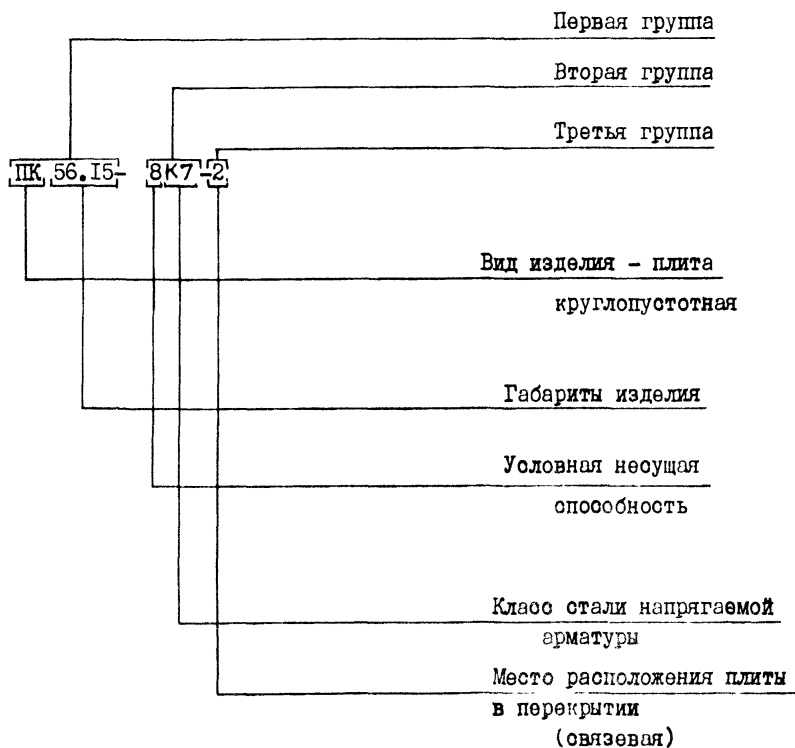 Первая группа
Вторая группа
Третья группа
ПК 56.I5- 8К7-2
Вид изделия - плита
круглопустотная
Габариты изделия
Условная несущая
способность
Класс стали напрягаемой
арматуры
Место расположения плиты
в перекрытии
(связевая)